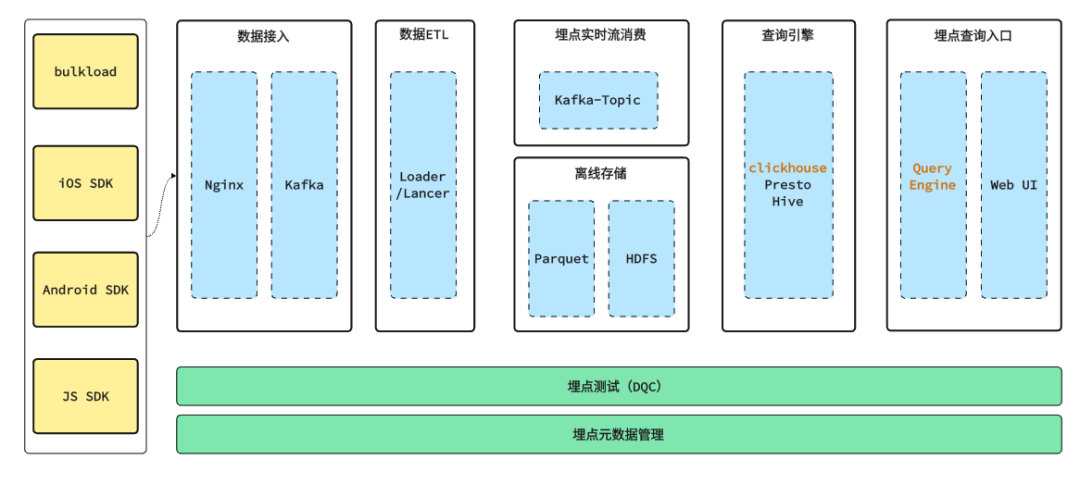 bulkload
iOS SDK
Android SDK
JS SDK
数据接入
Nginx
Kafka
数据ETL
Loader
/Lancer
埋点实时流消费
Kafka-Topic
离线存储
Parquet
HDFS
查询引擎
clickhouse
Presto
Hive
埋点查询入口
Query
Engine
Web UI
埋点测试（DQC）
埋点元数据管理